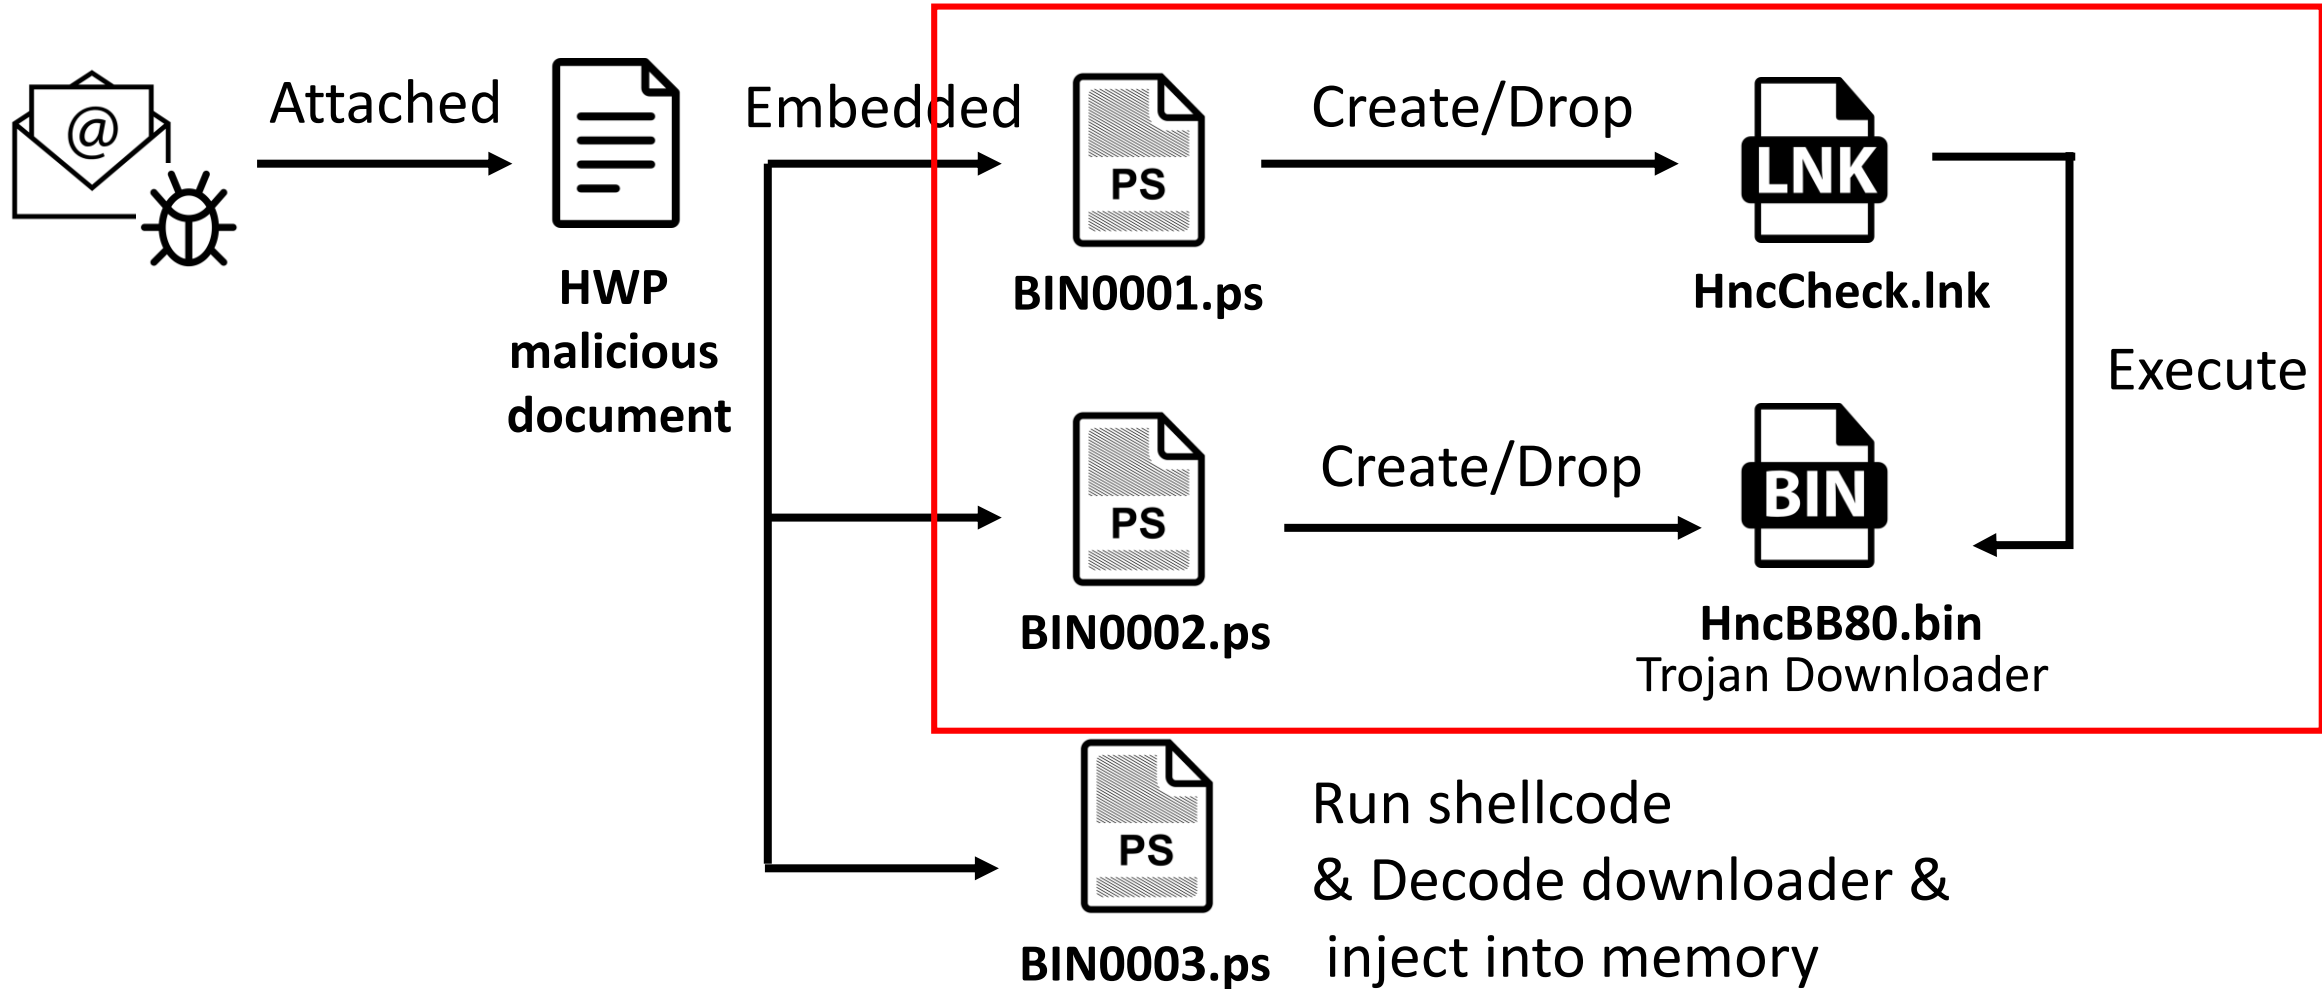 @
Attached
HWP
malicious
document
Embedded
PS
BIN0001.ps
Create/Drop
LNK
HncCheck.lnk
Execute
PS
BIN0002.ps
Create/Drop
BIN
HncBB80.bin
Trojan Downloader
PS
BIN0003.ps
Run shellcode
& Decode downloader &
inject into memory